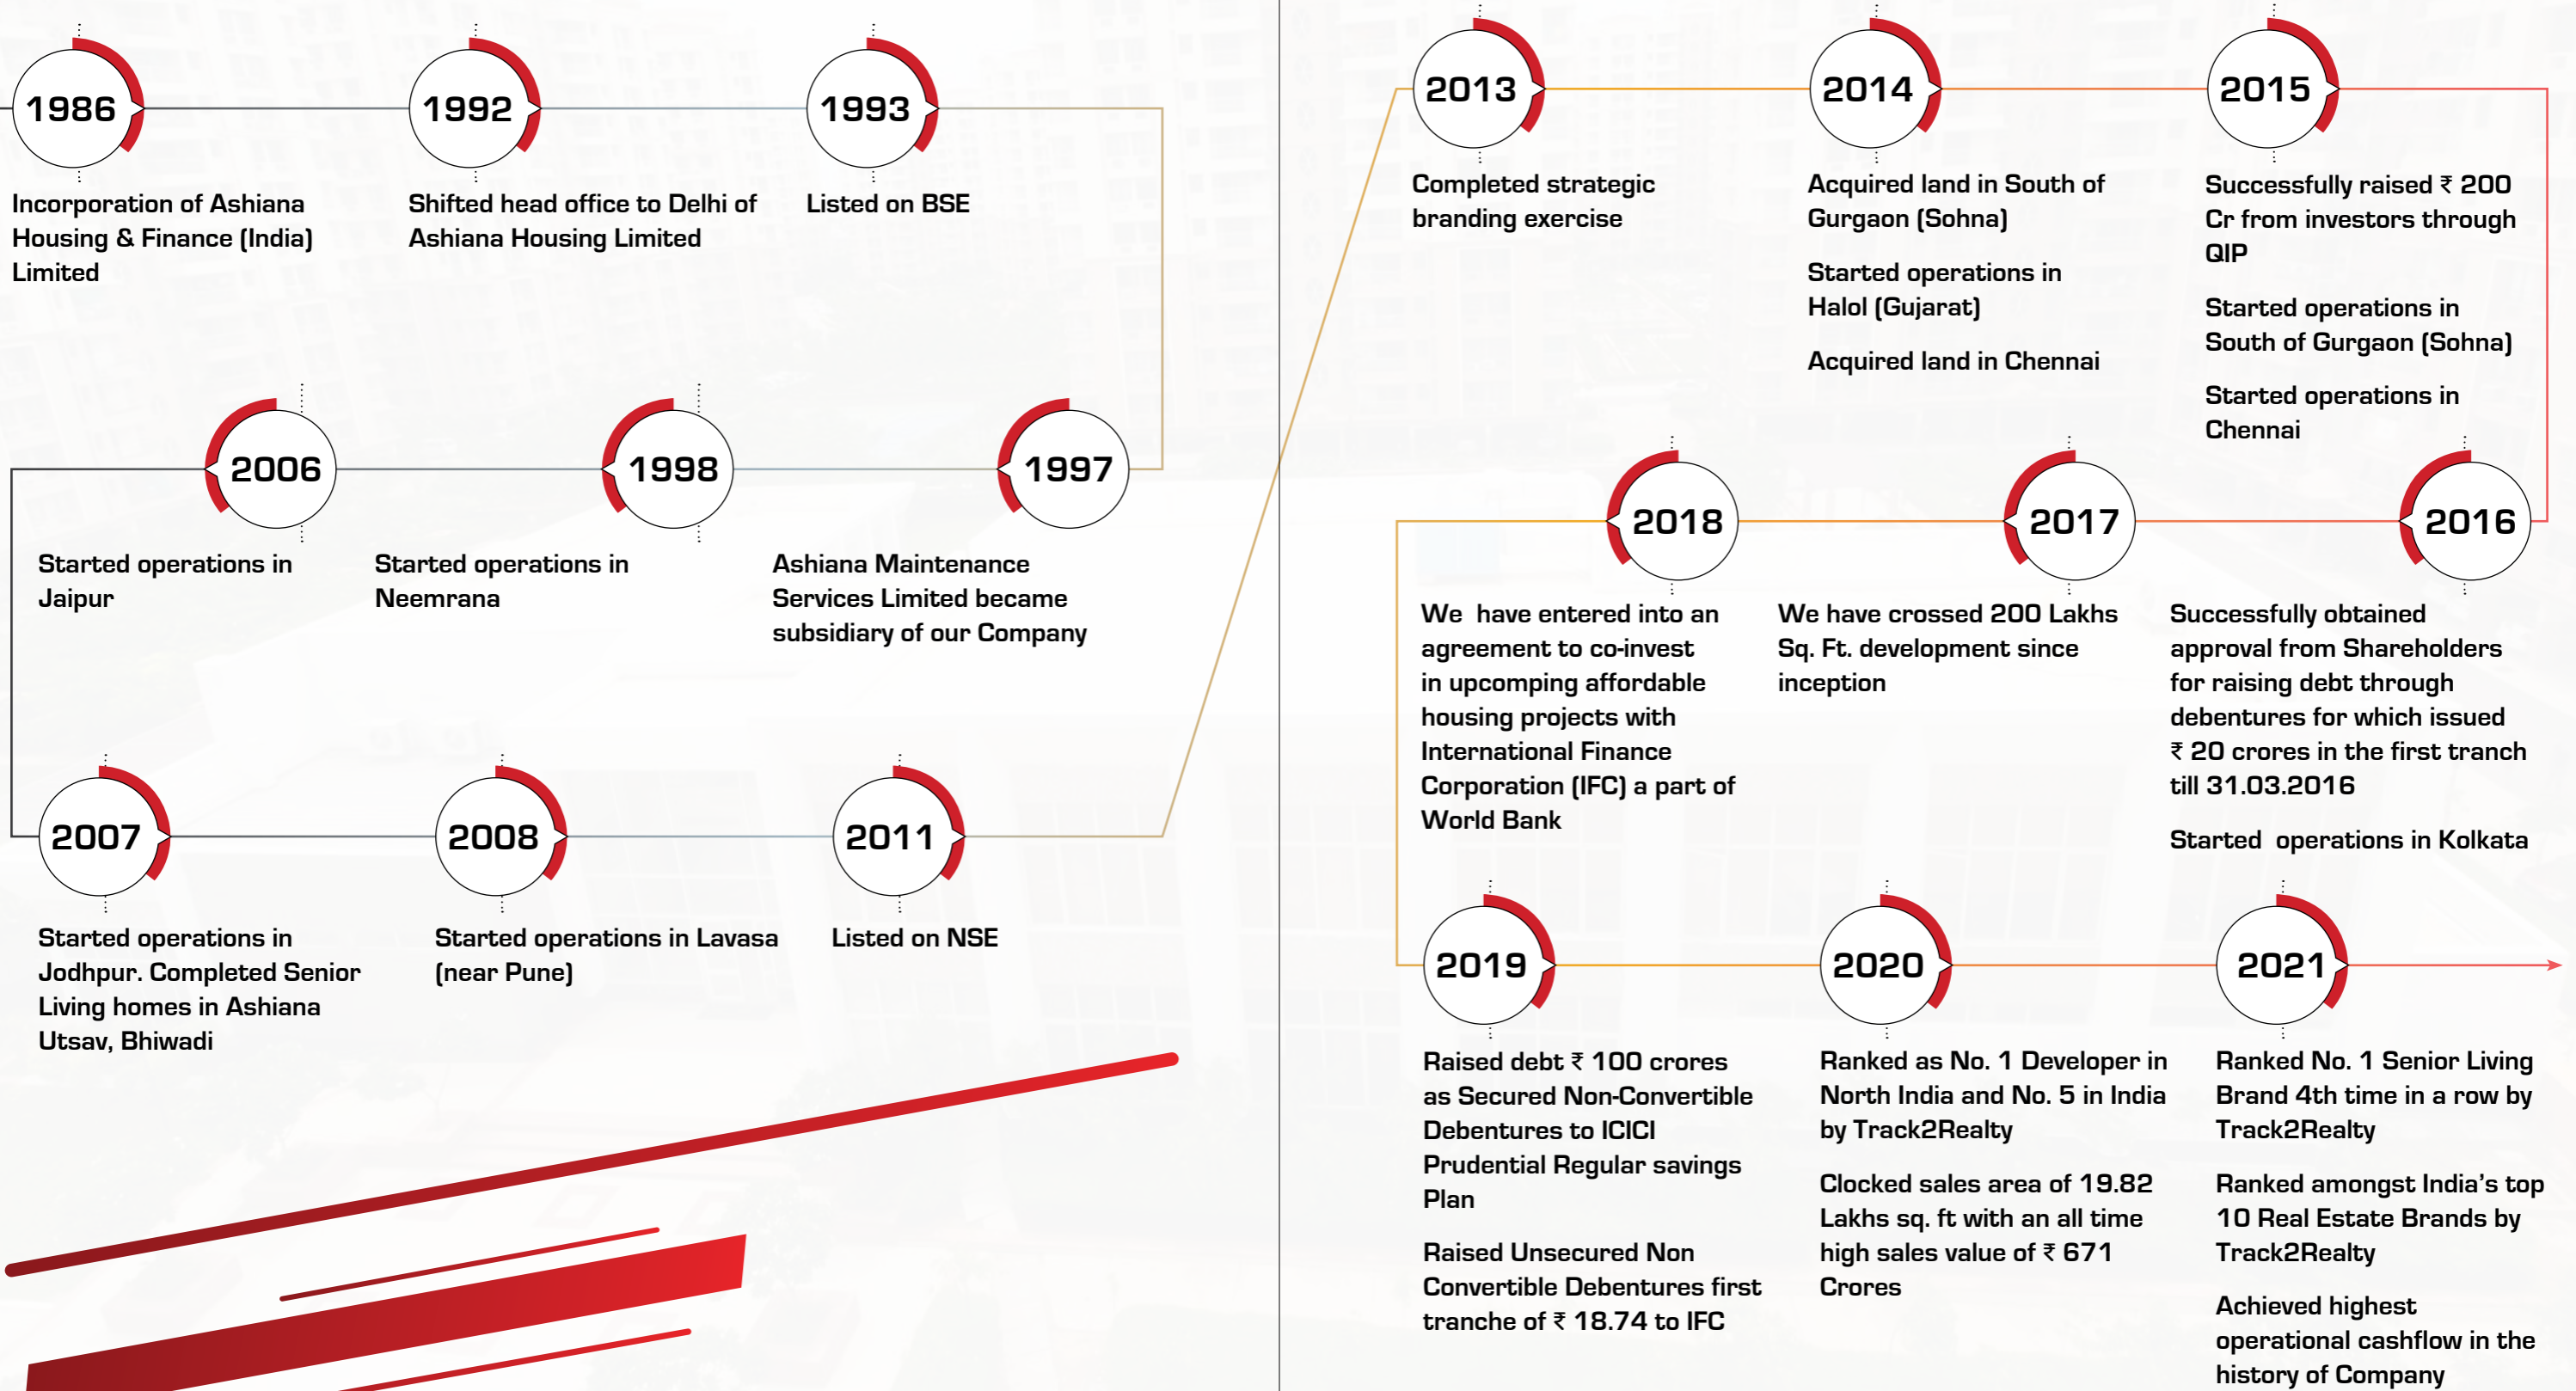 1986
Incorporation of Ashiana
Housing & Finance (India)
Limited
1992
Shifted head office to Delhi of
Ashiana Housing Limited
1993
Listed on BSE
1997
Ashiana Maintenance
Services Limited became
subsidiary of our Company
1998
Started operations in
Neemrana
2006
Started operations in
Jaipur
2007
Started operations in
Jodhpur. Completed Senior
Living homes in Ashiana
Utsav, Bhiwadi
2008
Started operations in Lavasa
(near Pune)
2011
Listed on NSE
2013
Completed strategic
branding exercise
2014
Acquired land in South of
Gurgaon (Sohna)
Started operations in
Halol (Gujarat)
Acquired land in Chennai
2015
Successfully raised ₹ 200
Cr from investors through
QIP
Started operations in
South of Gurgaon (Sohna)
Started operations in
Chennai
2016
Successfully obtained
approval from Shareholders
for raising debt through
debentures for which issued
₹ 20 crores in the first tranch
till 31.03.2016
Started operations in Kolkata
2017
We have crossed 200 Lakhs
Sq. Ft. development since
inception
2018
We have entered into an
agreement to co-invest
in upcomping affordable
housing projects with
International Finance
Corporation (IFC) a part of
World Bank
2019
Raised debt ₹ 100 crores
as Secured Non-Convertible
Debentures to ICICI
Prudential Regular savings
Plan
Raised Unsecured Non
Convertible Debentures first
tranche of ₹ 18.74 to IFC
2020
Ranked as No. 1 Developer in
North India and No. 5 in India
by Track2Realty
Clocked sales area of 19.82
Lakhs sq. ft with an all time
high sales value of ₹ 671
Crores
2021
Ranked No. 1 Senior Living
Brand 4th time in a row by
Track2Realty
Ranked amongst India's top
10 Real Estate Brands by
Track2Realty
Achieved highest
operational cashflow in the
history of Company